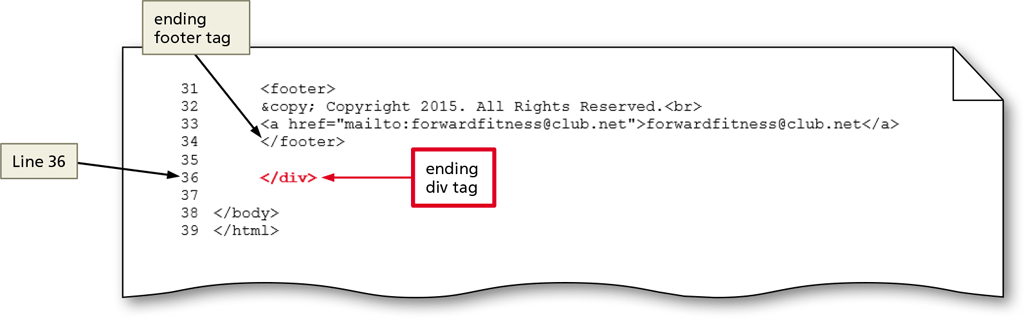 ending
footer tag
31 <footer>
32 &copy; Copyright 2015. All Rights Reserved.<br>
33 <a href="mailto:forwardfitness@club.net">forwardfitness@club.net</a>
34 </footer>
35
Line 36
36 </div>
ending
div tag
37
38 </body>
39 </html>